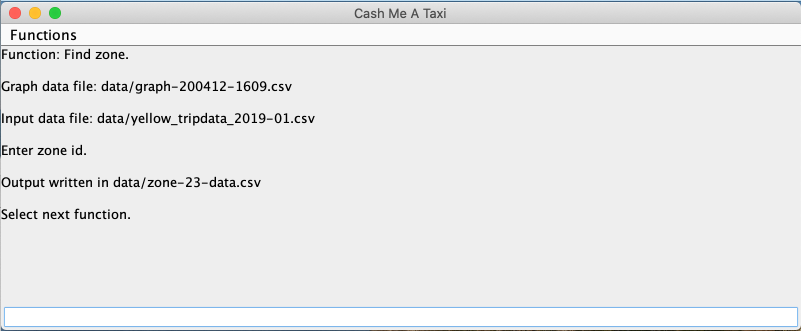 Cash Me A Taxi
Functions
Function: Find zone.
Graph data file: data/graph-200412-1609.csv
Input data file: data/yellow_tripdata_2019-01.csv
Enter zone id.
Output written in data/zone-23-data.csv
Select next function.